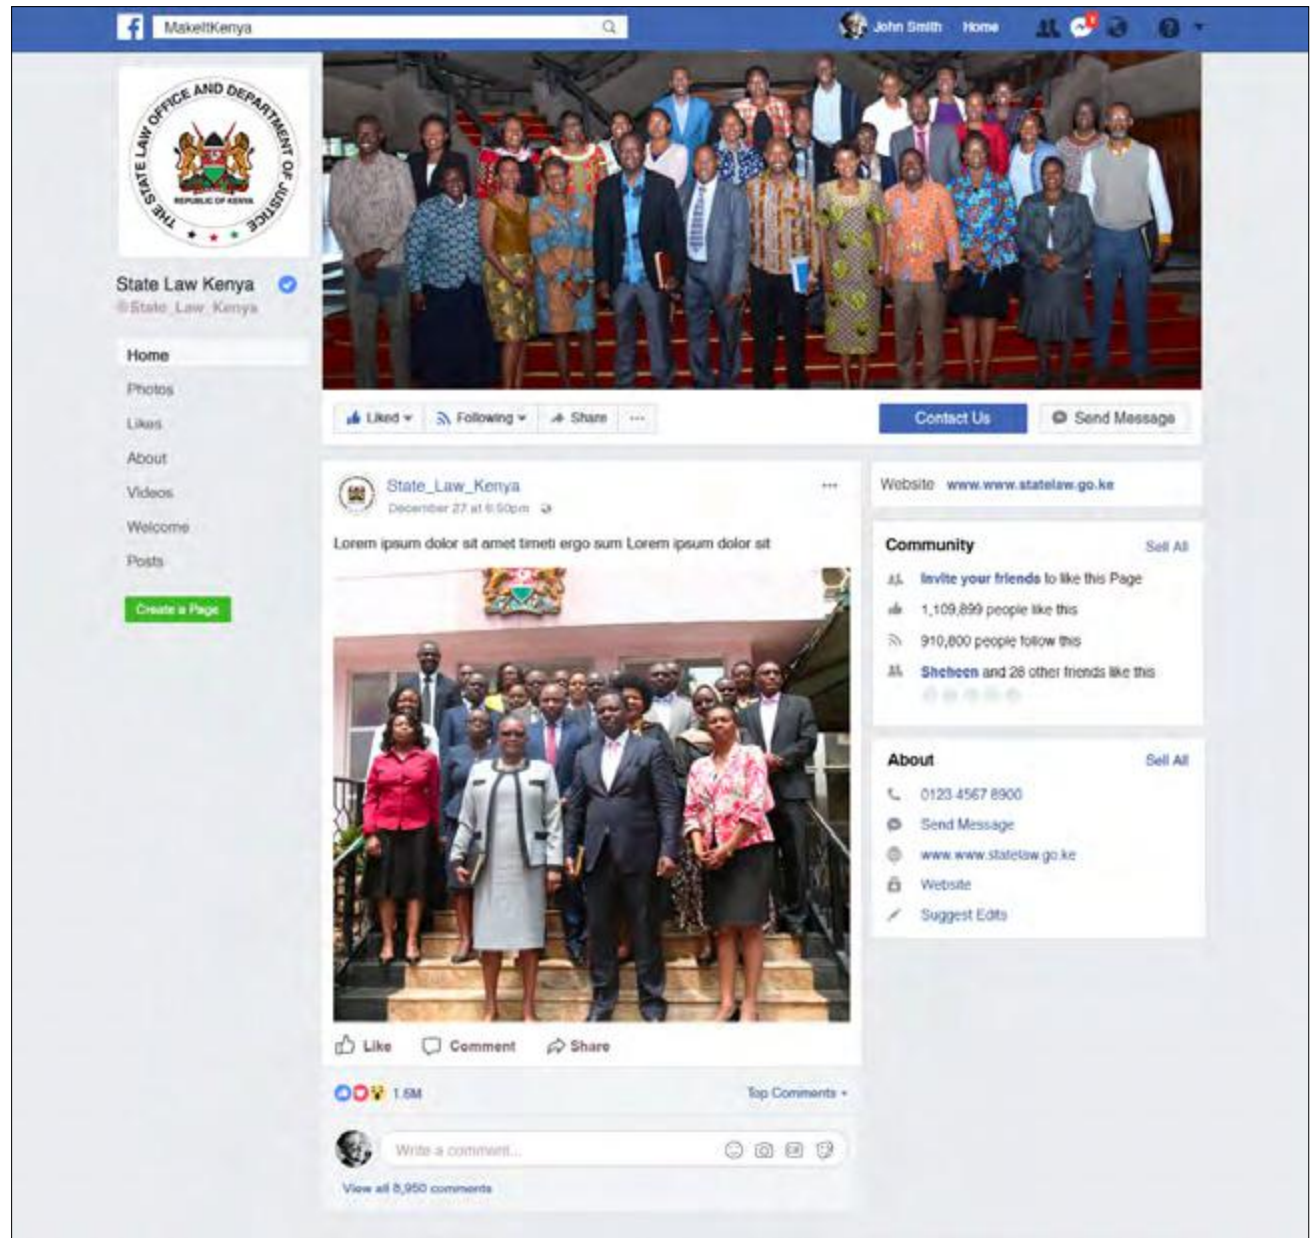 MakeItKenya
John Smith Home
THE STATE LAW OFFICE AND DEPARTMENT OF JUSTICE
REPUBLIC OF KENYA
State Law Kenya
@State_Law_Kenya
Home
Photos
Likes
About
Videos
Welcome
Posts
Create a Page
Liked Following Share ...
Contact Us Send Message
State_Law_Kenya ...
December 27 at 6:50pm
Lorem ipsum dolor sit amet timeti ergo sum Lorem ipsum dolor sit
Like Comment Share
1.6M Top Comments
Write a comment...
View all 8,950 comments
Website www.www.statelaw.go.ke
Community Sell All
Invite your friends to like this Page
1,109,899 people like this
910,800 people follow this
Sheheen and 28 other friends like this
About Sell All
0123 4567 8900
Send Message
www.www.statelaw.go.ke
Website
Suggest Edits